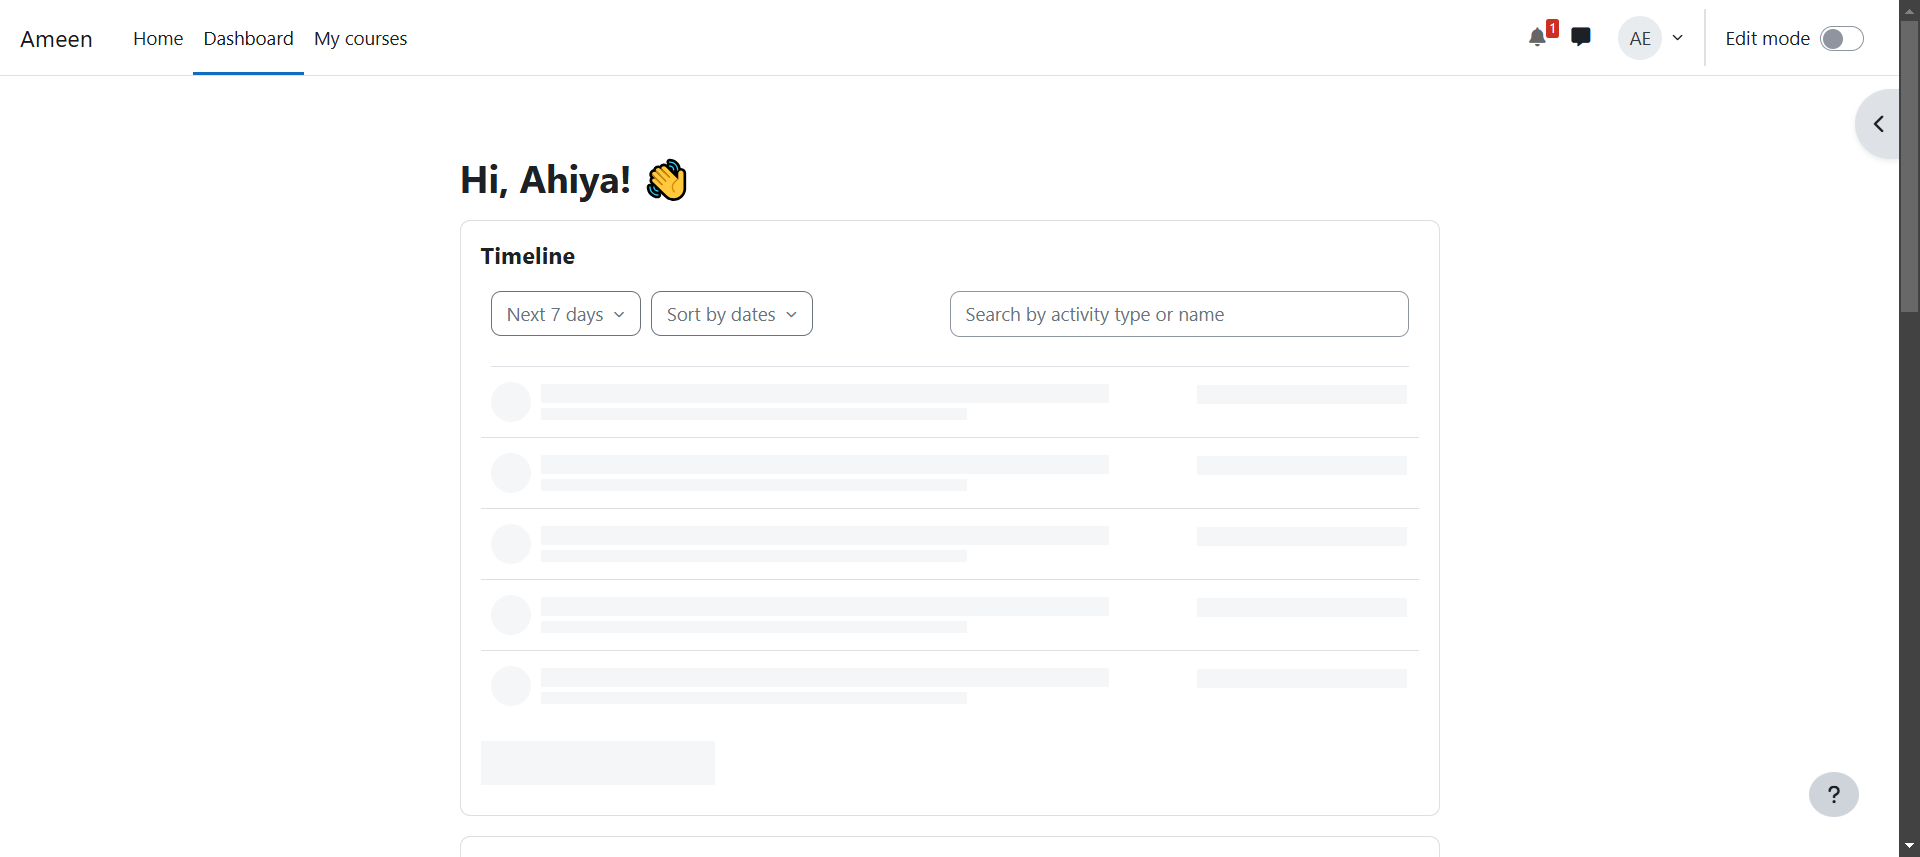 Ameen
Home Dashboard My courses
1
AE
Edit mode
Hi, Ahiya! 👋
Timeline
Next 7 days
Sort by dates
Search by activity type or name
?